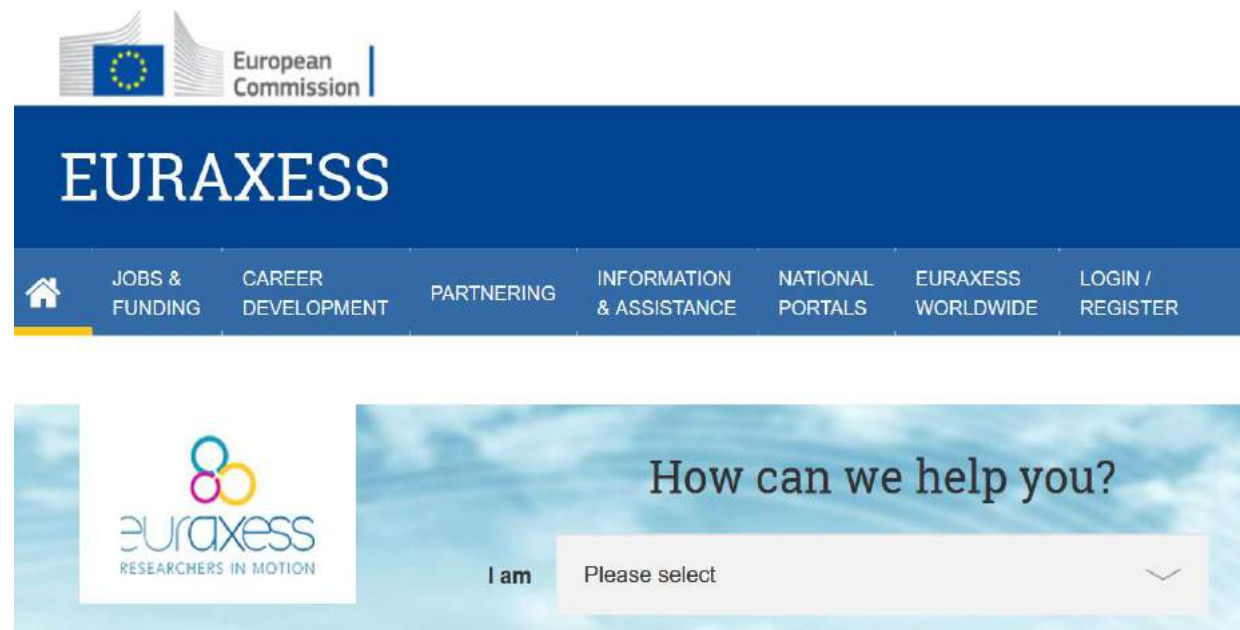 European
Commission
EURAXESS
JOBS &
FUNDING
CAREER
DEVELOPMENT
PARTNERING
INFORMATION
& ASSISTANCE
NATIONAL
PORTALS
EURAXESS
WORLDWIDE
LOGIN /
REGISTER
euraxess
RESEARCHERS IN MOTION
How can we help you?
I am
Please select